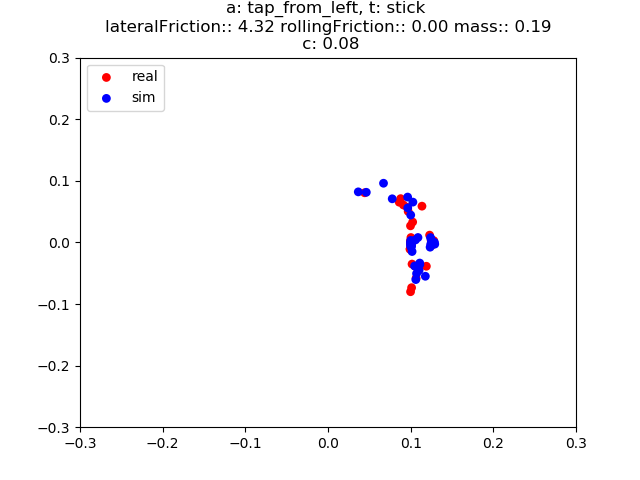 a: tap_from_left, t: stick
lateralFriction:: 4.32 rollingFriction:: 0.00 mass:: 0.19
c: 0.08
real
sim
0.3
0.2
0.1
0.0
−0.1
−0.2
−0.3
−0.3
−0.2
−0.1
0.0
0.1
0.2
0.3